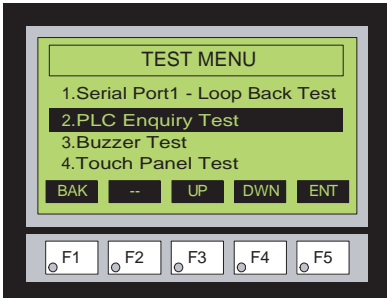 TEST MENU
1.Serial Port1 - Loop Back Test
2.PLC Enquiry Test
3.Buzzer Test
4.Touch Panel Test
BAK -- UP DWN ENT
F1 F2 F3 F4 F5